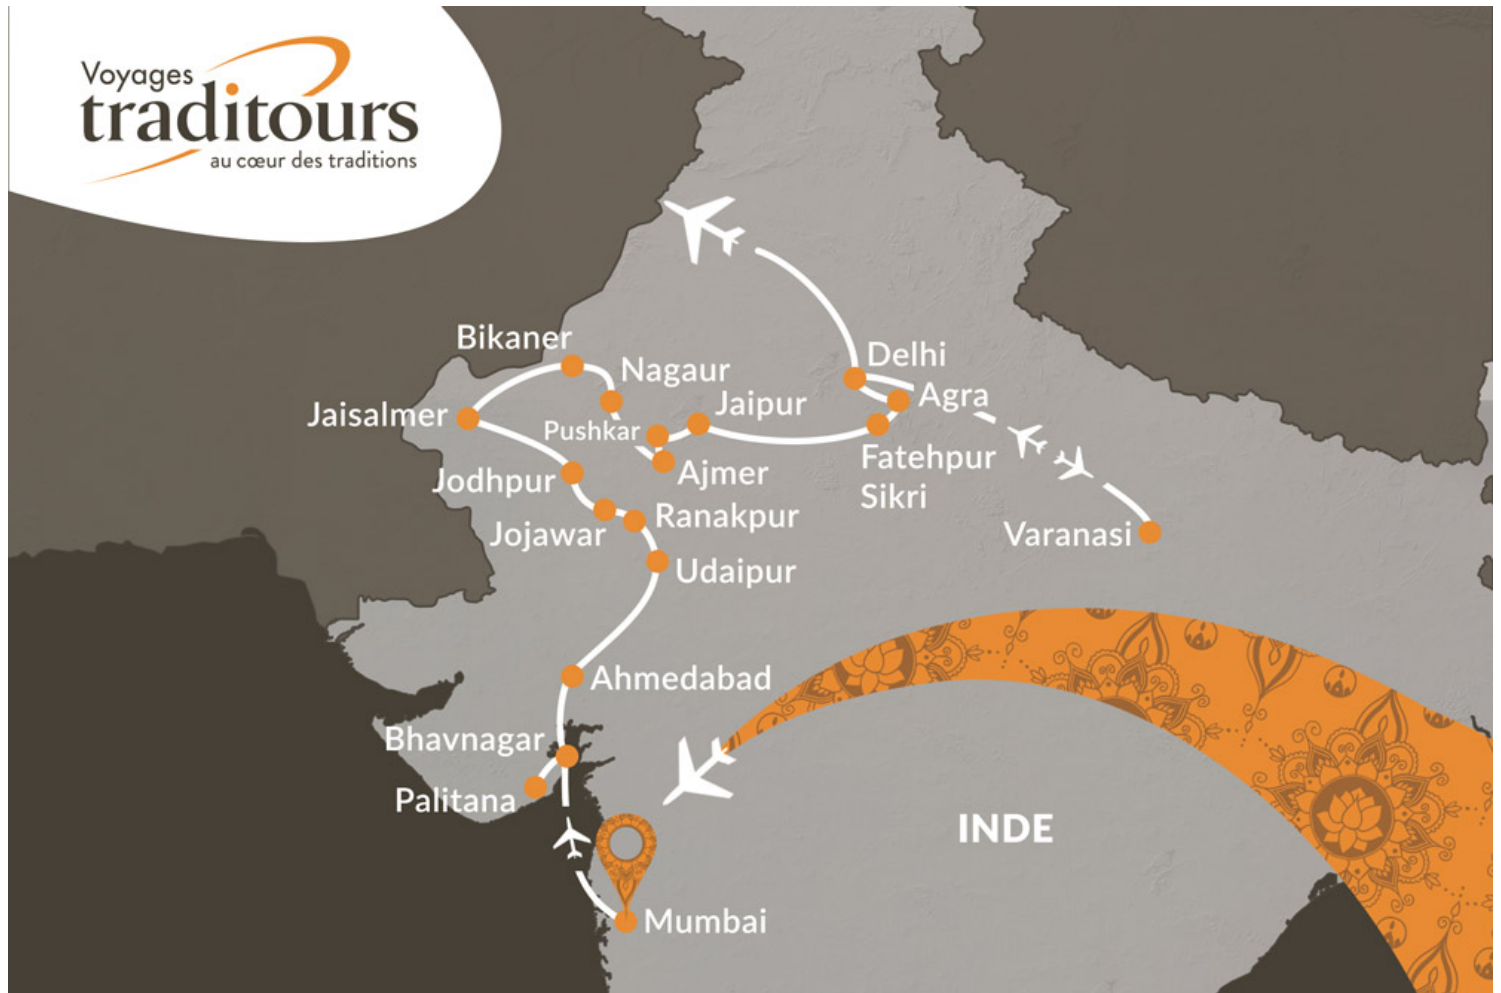 Voyages
traditours
au cœur des traditions
Bikaner
Delhi
Nagaur
Agra
Jaisalmer
Jaipur
Pushkar
Fatehpur
Sikri
Ajmer
Jodhpur
Ranakpur
Jojawar
Varanasi
Udaipur
Ahmedabad
Bhavnagar
Palitana
INDE
Mumbai